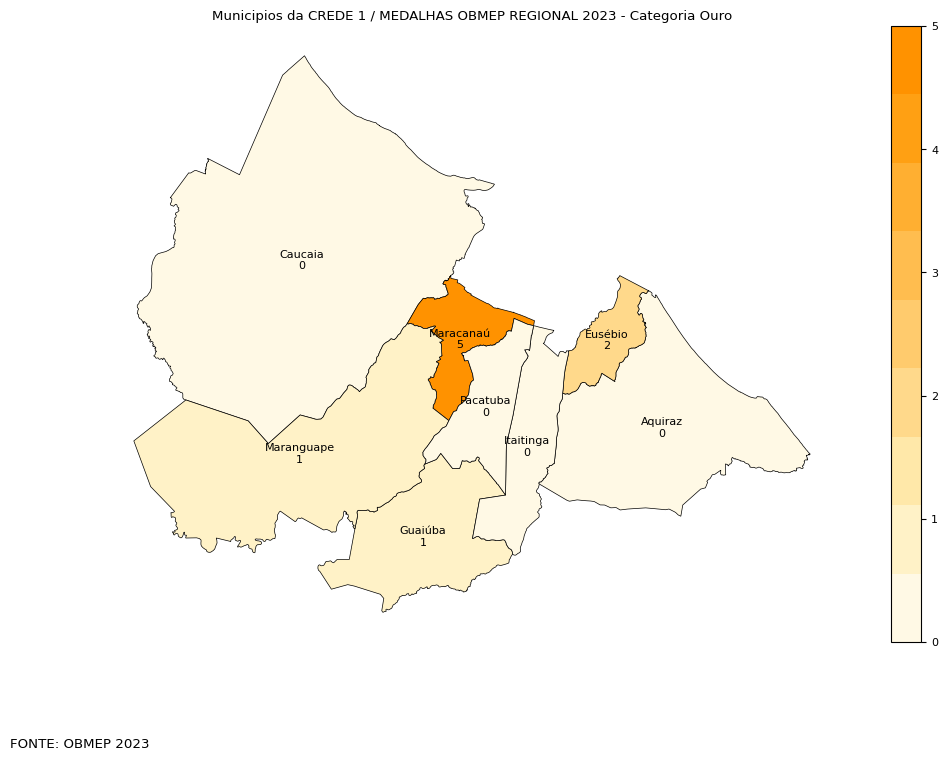 Municipios da CREDE 1 / MEDALHAS OBMEP REGIONAL 2023 - Categoria Ouro
5
4
3
2
1
0
Caucaia
0
Maracanaú
5
Eusébio
2
Pacatuba
0
Aquiraz
0
Itaitinga
0
Maranguape
1
Guaiúba
1
FONTE: OBMEP 2023